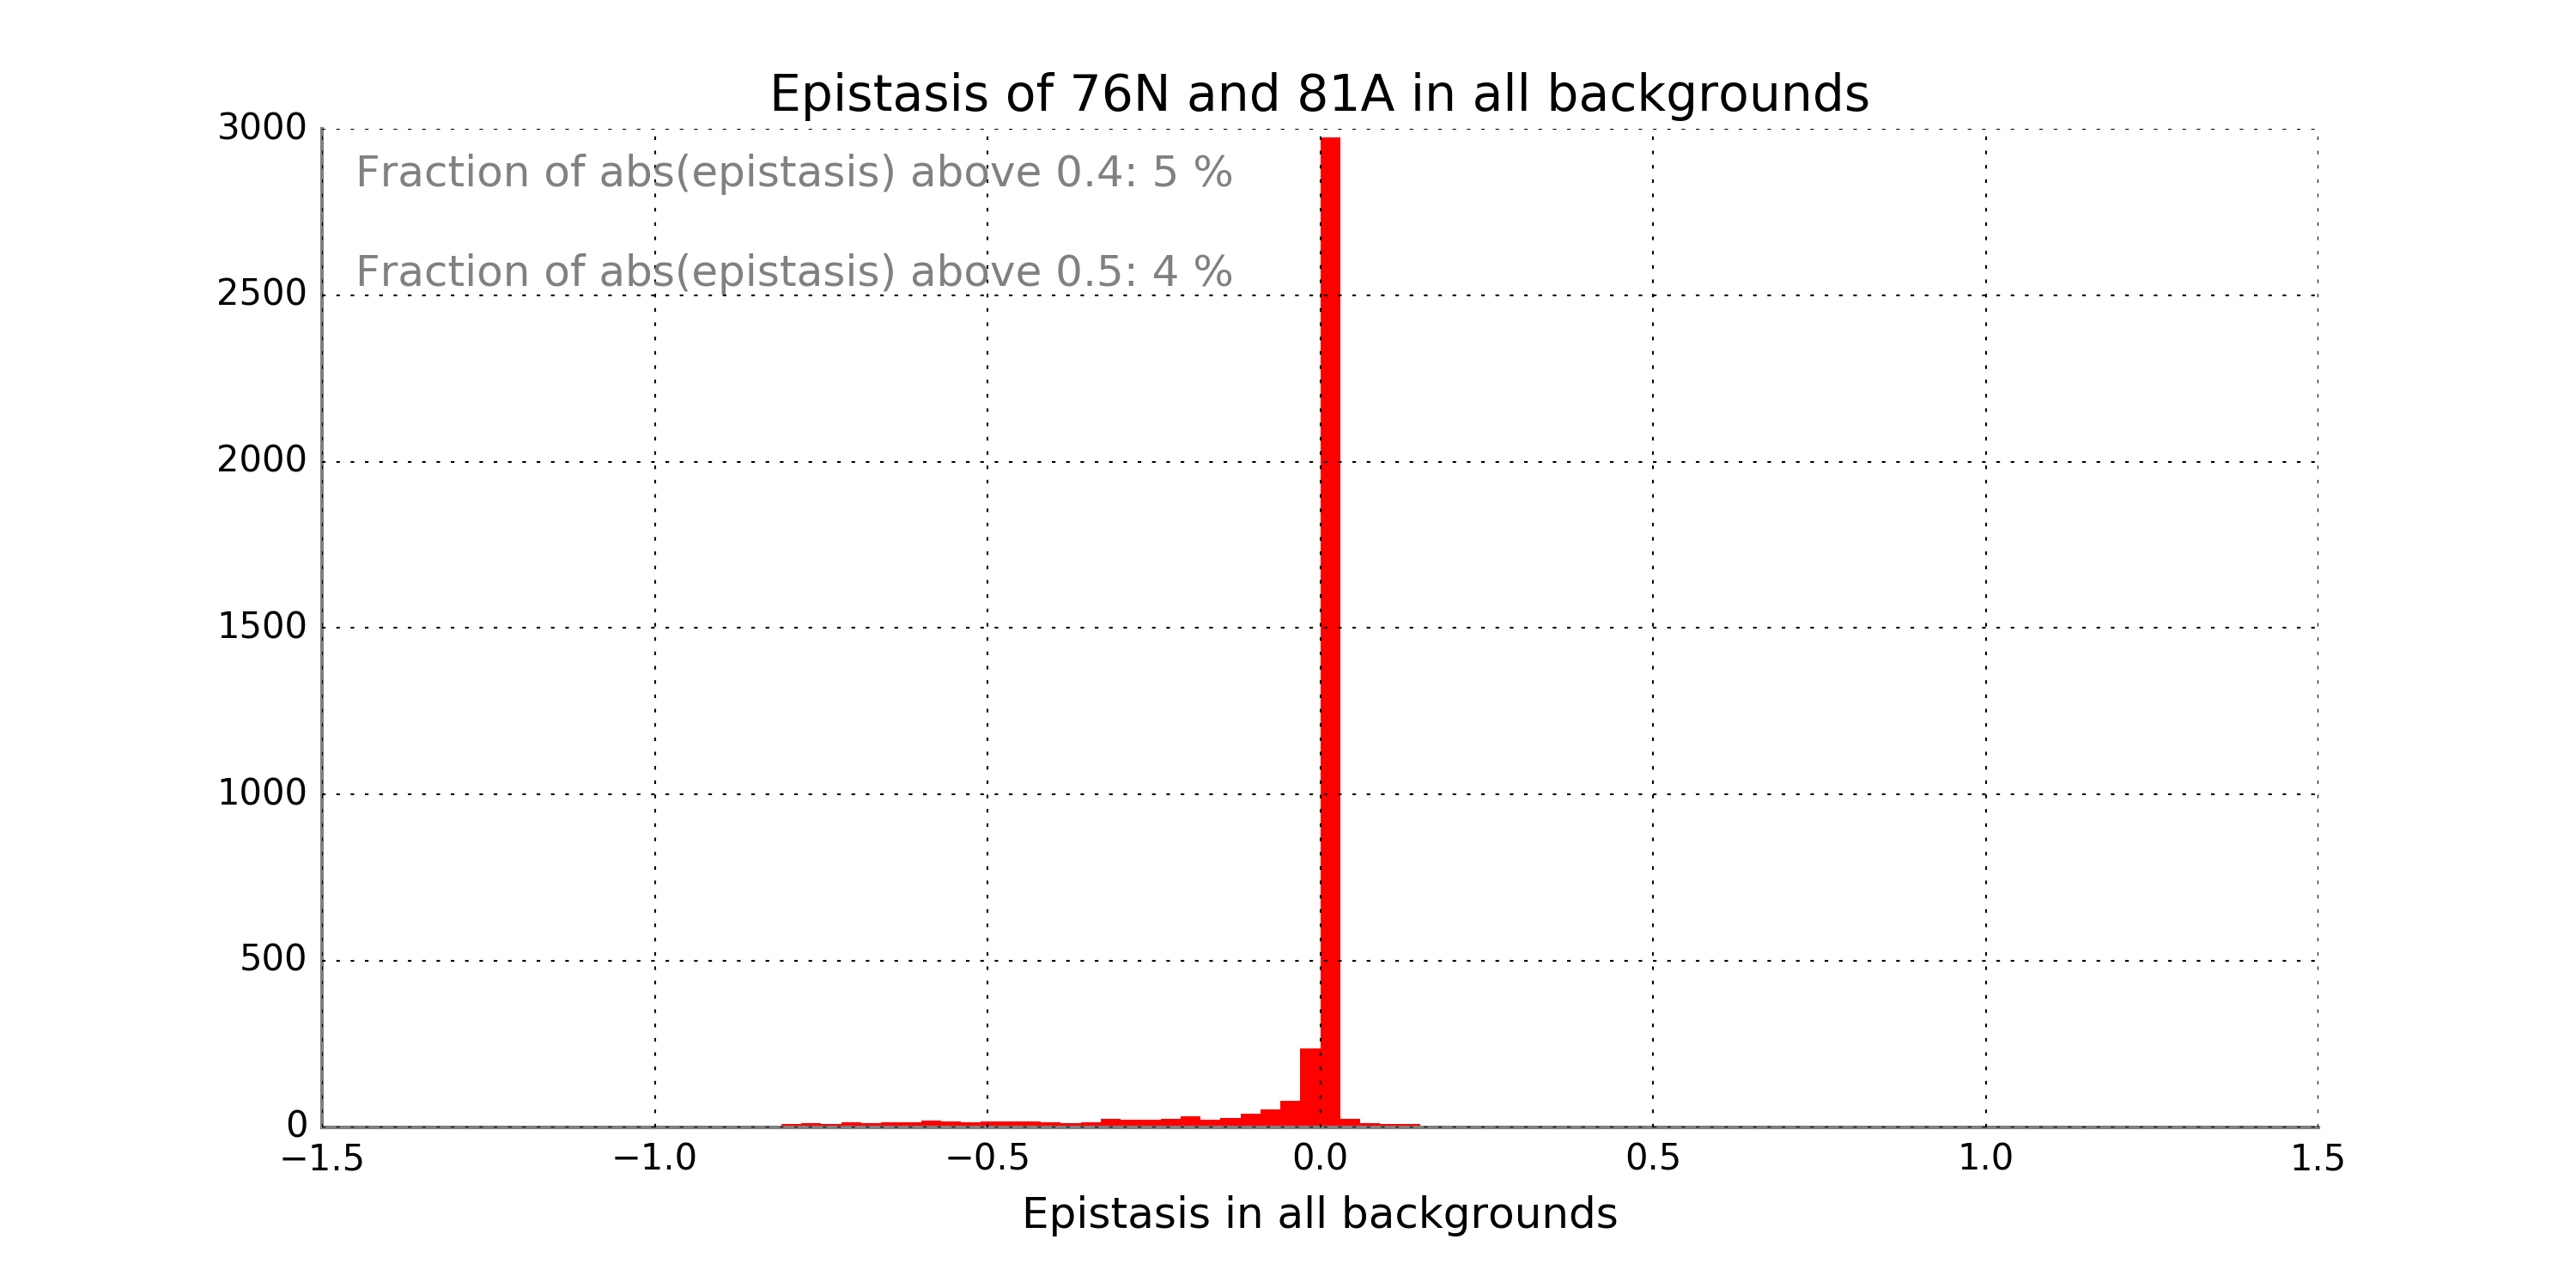 Epistasis of 76N and 81A in all backgrounds
3000
Fraction of abs(epistasis) above 0.4: 5 %
Fraction of abs(epistasis) above 0.5: 4 %
2500
2000
1500
1000
500
0
−1.5 −1.0 −0.5 0.0 0.5 1.0 1.5
Epistasis in all backgrounds